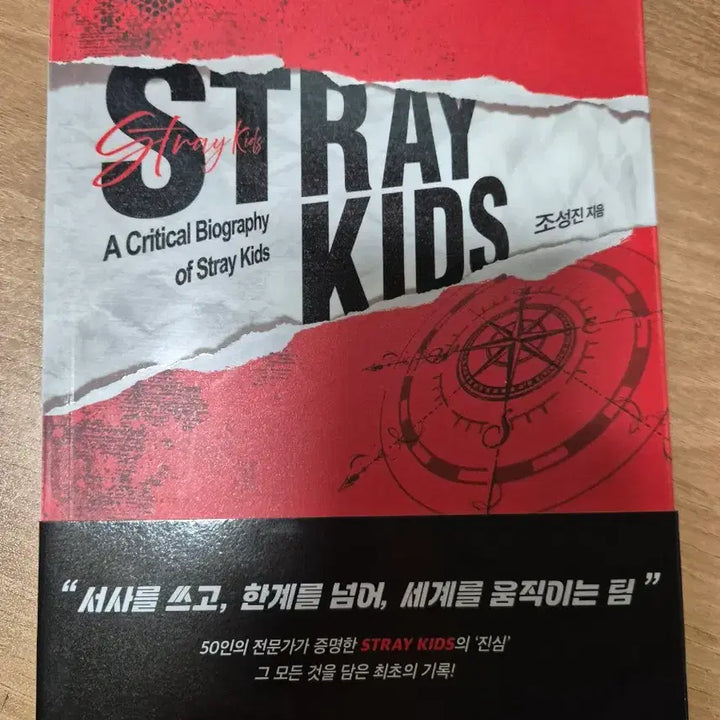 STRAY
KIDS
Stray Kids
A Critical Biography
of Stray Kids
조성진 지음
“서사를 쓰고, 한계를 넘어, 세계를 움직이는 팀”
50인의 전문가가 증명한 STRAY KIDS의 ‘진심’
그 모든 것을 담은 최초의 기록!